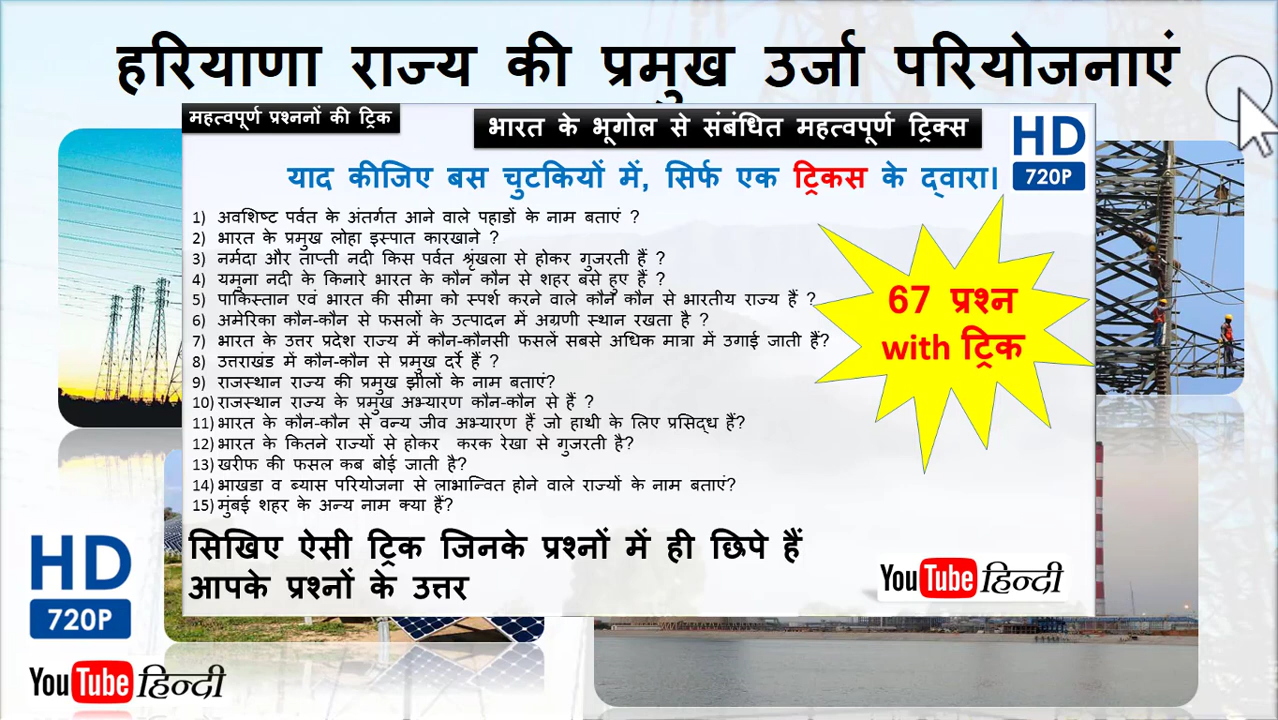 हरियाणा राज्य की प्रमुख उर्जा परियोजनाएं
महत्वपूर्ण प्रश्ननों की ट्रिक
भारत के भूगोल से संबंधित महत्वपूर्ण ट्रिक्स
HD
720P
याद कीजिए बस चुटकियों में, सिर्फ एक ट्रिकस के द्वारा।
1) अवशिष्ट पर्वत के अंतर्गत आने वाले पहाडों के नाम बताएं ?
2) भारत के प्रमुख लोहा इस्पात कारखाने ?
3) नर्मदा और ताप्ती नदी किस पर्वत श्रृंखला से होकर गुजरती हैं ?
4) यमुना नदी के किनारे भारत के कौन कौन से शहर बसे हुए हैं ?
5) पाकिस्तान एवं भारत की सीमा को स्पर्श करने वाले कौन कौन से भारतीय राज्य हैं ?
6) अमेरिका कौन-कौन से फसलों के उत्पादन में अग्रणी स्थान रखता है ?
7) भारत के उत्तर प्रदेश राज्य में कौन-कौनसी फसलें सबसे अधिक मात्रा में उगाई जाती हैं?
8) उत्तराखंड में कौन-कौन से प्रमुख दर्रे हैं ?
9) राजस्थान राज्य की प्रमुख झीलों के नाम बताएं?
10) राजस्थान राज्य के प्रमुख अभ्यारण कौन-कौन से हैं ?
11) भारत के कौन-कौन से वन्य जीव अभ्यारण हैं जो हाथी के लिए प्रसिद्ध हैं?
12) भारत के कितने राज्यों से होकर करक रेखा से गुजरती है?
13) खरीफ की फसल कब बोई जाती है?
14) भाखडा व ब्यास परियोजना से लाभान्वित होने वाले राज्यों के नाम बताएं?
15) मुंबई शहर के अन्य नाम क्या हैं?
67 प्रश्न
with ट्रिक
सिखिए ऐसी ट्रिक जिनके प्रश्नों में ही छिपे हैं
आपके प्रश्नों के उत्तर
YouTube हिन्दी
HD
720P
YouTube हिन्दी